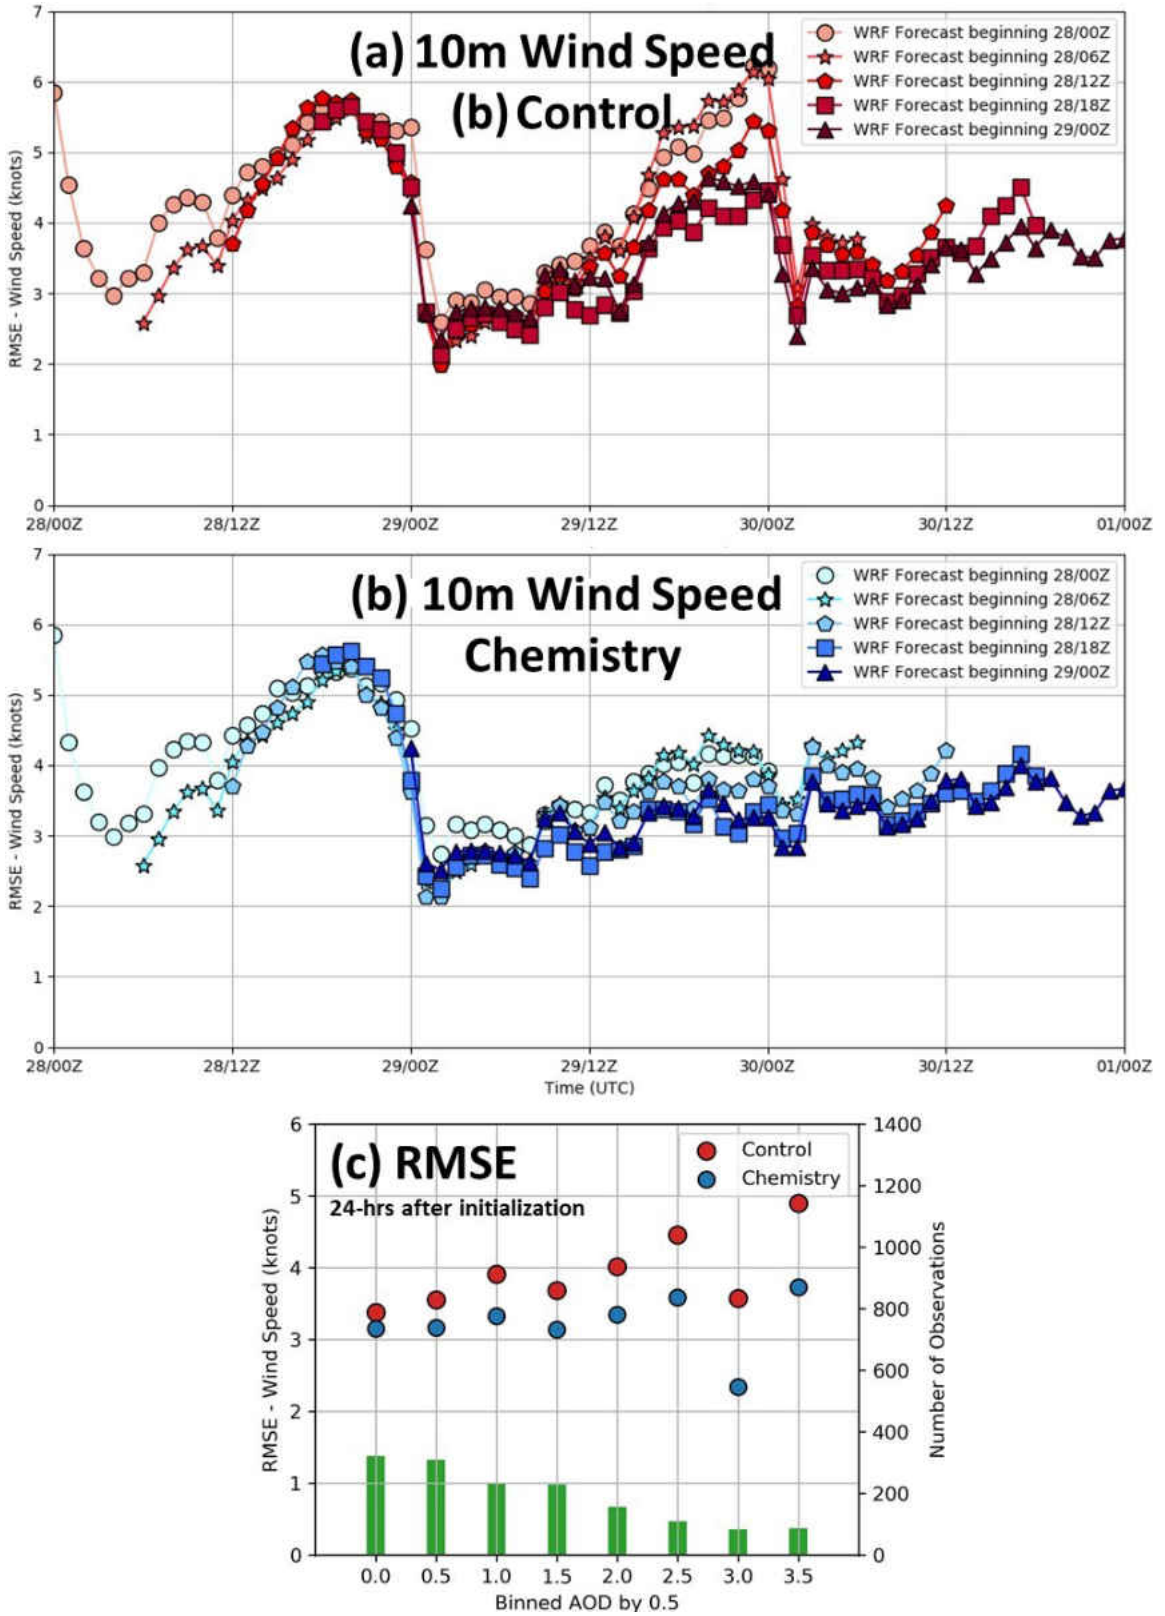 7
(a) 10m Wind Speed
(b) Control
WRF Forecast beginning 28/00Z
WRF Forecast beginning 28/06Z
WRF Forecast beginning 28/12Z
WRF Forecast beginning 28/18Z
WRF Forecast beginning 29/00Z
6
5
4
3
2
1
0
RMSE - Wind Speed (knots)
28/00Z 28/12Z 29/00Z 29/12Z 30/00Z 30/12Z 01/00Z
7
(b) 10m Wind Speed
Chemistry
WRF Forecast beginning 28/00Z
WRF Forecast beginning 28/06Z
WRF Forecast beginning 28/12Z
WRF Forecast beginning 28/18Z
WRF Forecast beginning 29/00Z
6
5
4
3
2
1
0
RMSE - Wind Speed (knots)
28/00Z 28/12Z 29/00Z 29/12Z 30/00Z 30/12Z 01/00Z
Time (UTC)
(c) RMSE
24-hrs after initialization
Control
Chemistry
6
5
4
3
2
1
0
RMSE - Wind Speed (knots)
1400
1200
1000
800
600
400
200
0
Number of Observations
0.0 0.5 1.0 1.5 2.0 2.5 3.0 3.5
Binned AOD by 0.5